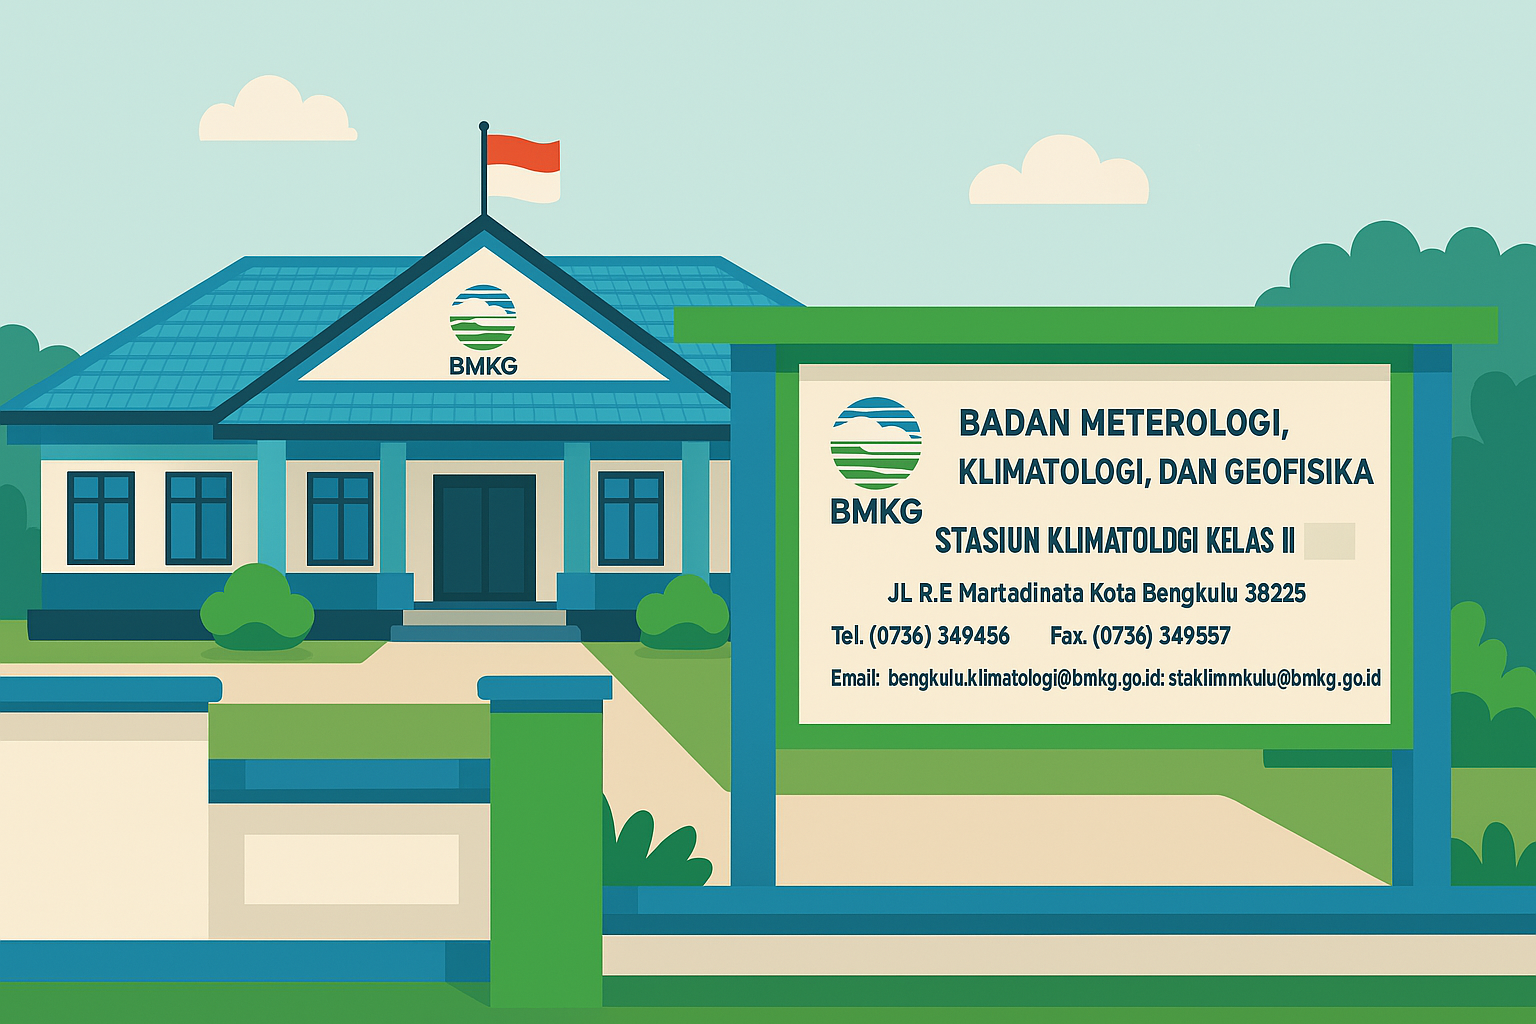 BMKG
BMKG
BADAN METEROLOGI,
KLIMATOLOGI, DAN GEOFISIKA
STASIUN KLIMATOLDGI KELAS II
JL R.E Martadinata Kota Bengkulu 38225
Tel. (0736) 349456 Fax. (0736) 349557
Email: bengkulu.klimatologi@bmkg.go.id: staklimmkulu@bmkg.go.id